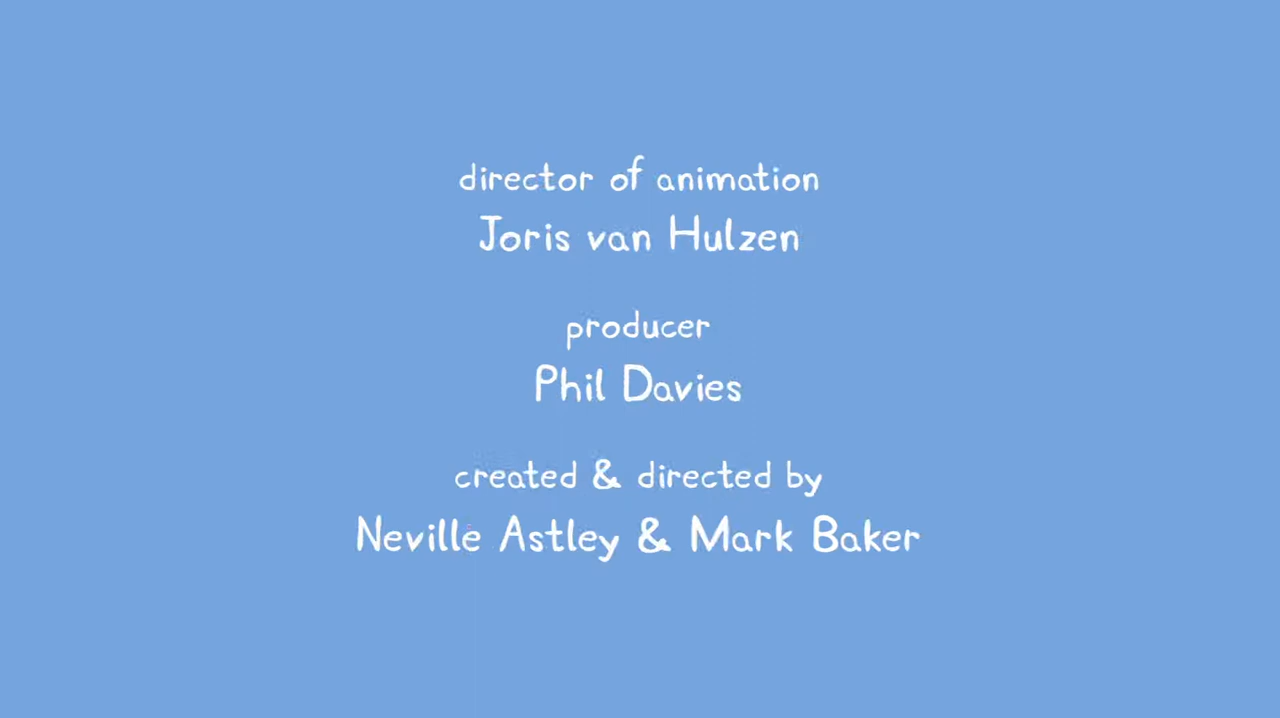 director of animation
Joris van Hulzen
producer
Phil Davies
created & directed by
Neville Astley & Mark Baker